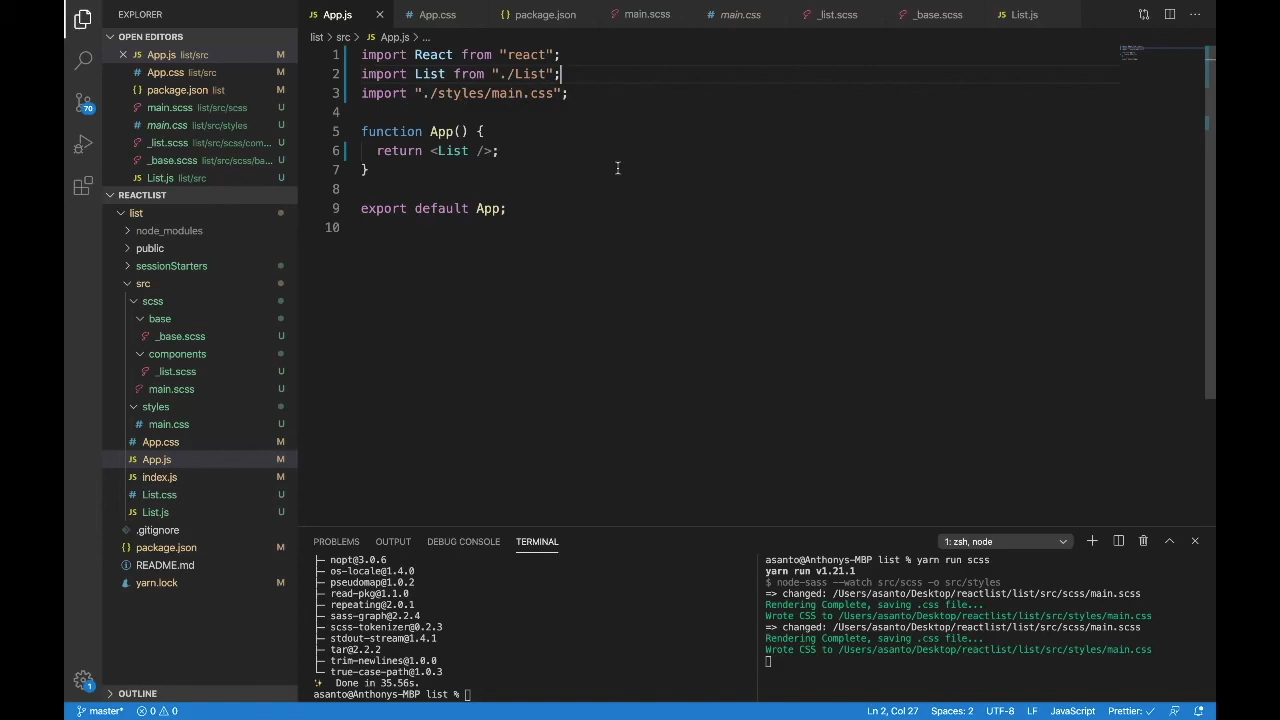 EXPLORER
OPEN EDITORS
App.js list/src
App.css list/src
package.json list
main.scss list/src/scss
main.css list/src/styles
_list.scss list/src/scss/com...
_base.scss list/src/scss/ba...
List.js list/src
M
M
M
U
U
U
U
U
70
REACTLIST
list
node_modules
public
sessionStarters
src
scss
base
_base.scss U
components
_list.scss U
main.scss U
styles
main.css U
App.css M
App.js M
index.js M
List.css U
List.js U
.gitignore
package.json M
README.md
yarn.lock M
OUTLINE
1
App.js App.css package.json main.scss main.css _list.scss _base.scss List.js
list > src > App.js > ...
1 import React from "react";
2 import List from "./List";
3 import "./styles/main.css";
4
5 function App() {
6 return <List />;
7 }
8
9 export default App;
10
PROBLEMS OUTPUT DEBUG CONSOLE TERMINAL 1: zsh, node
├─ nopt@3.0.6
├─ os-locale@1.4.0
├─ pseudomap@1.0.2
├─ read-pkg@1.1.0
├─ repeating@2.0.1
├─ sass-graph@2.2.4
├─ scss-tokenizer@0.2.3
├─ stdout-stream@1.4.1
├─ tar@2.2.2
├─ trim-newlines@1.0.0
└─ true-case-path@1.0.3
✨ Done in 35.56s.
asanto@Anthonys-MBP list %
asanto@Anthonys-MBP list % yarn run scss
yarn run v1.21.1
$ node-sass --watch src/scss -o src/styles
=> changed: /Users/asanto/Desktop/reactlist/list/src/scss/main.scss
Rendering Complete, saving .css file...
Wrote CSS to /Users/asanto/Desktop/reactlist/list/src/styles/main.css
=> changed: /Users/asanto/Desktop/reactlist/list/src/scss/main.scss
Rendering Complete, saving .css file...
Wrote CSS to /Users/asanto/Desktop/reactlist/list/src/styles/main.css
master* 0 0 Ln 2, Col 27 Spaces: 2 UTF-8 LF JavaScript Prettier: ✓